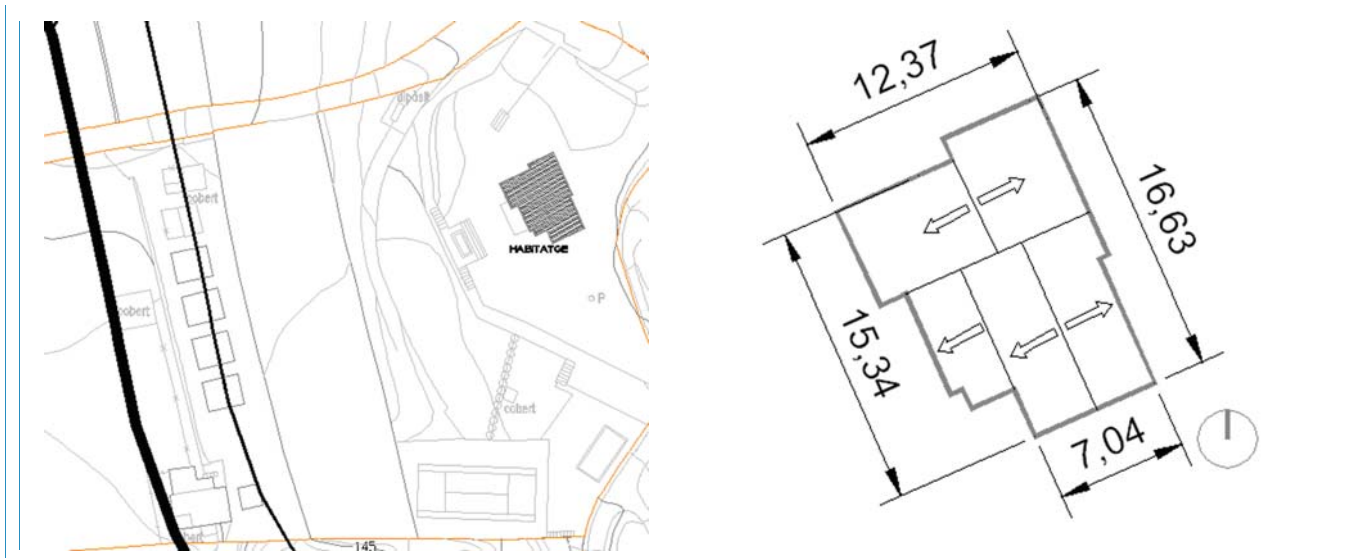 dipòsit
cobert
HABITATGE
P
cobert
cobert
cobert
145
12,37
16,63
15,34
7,04